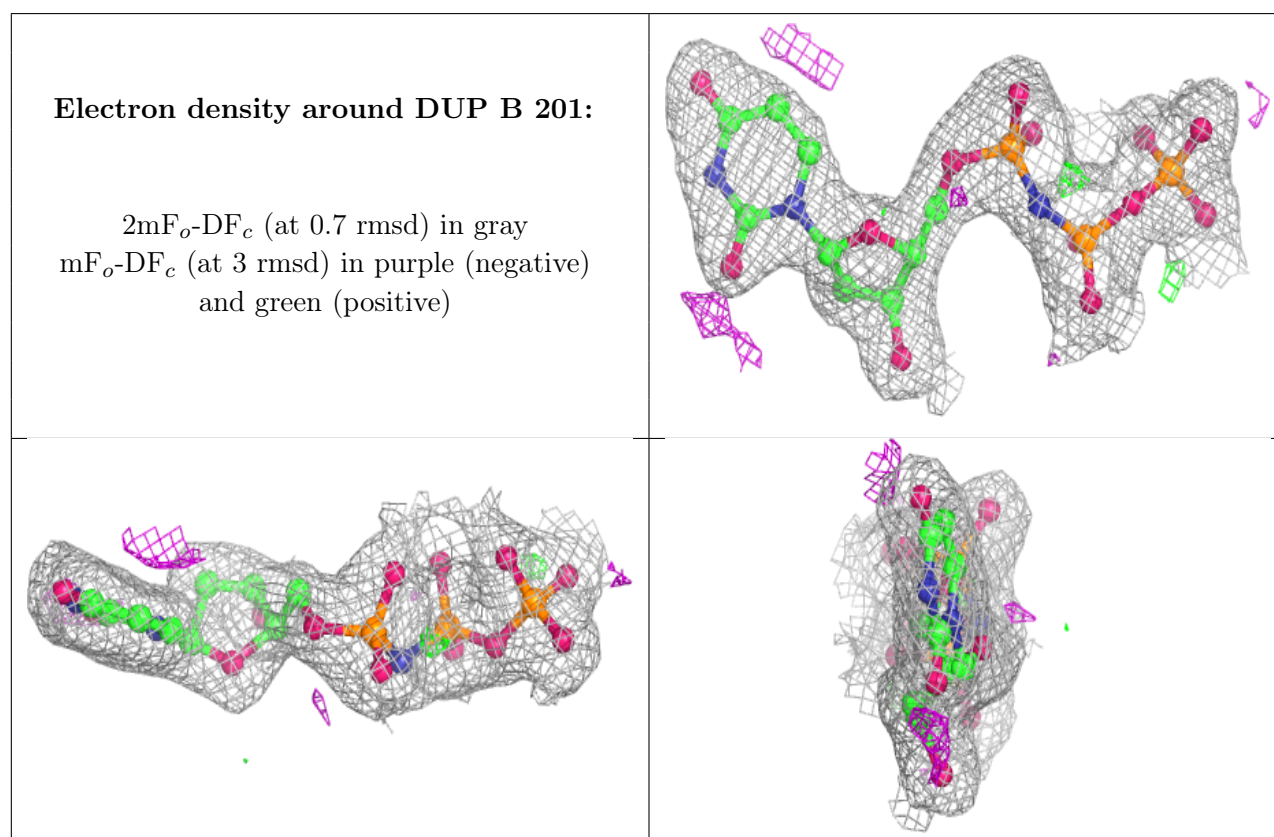 Electron density around DUP B 201:
2mFₒ-DF𝒸 (at 0.7 rmsd) in gray
mFₒ-DF𝒸 (at 3 rmsd) in purple (negative)
and green (positive)